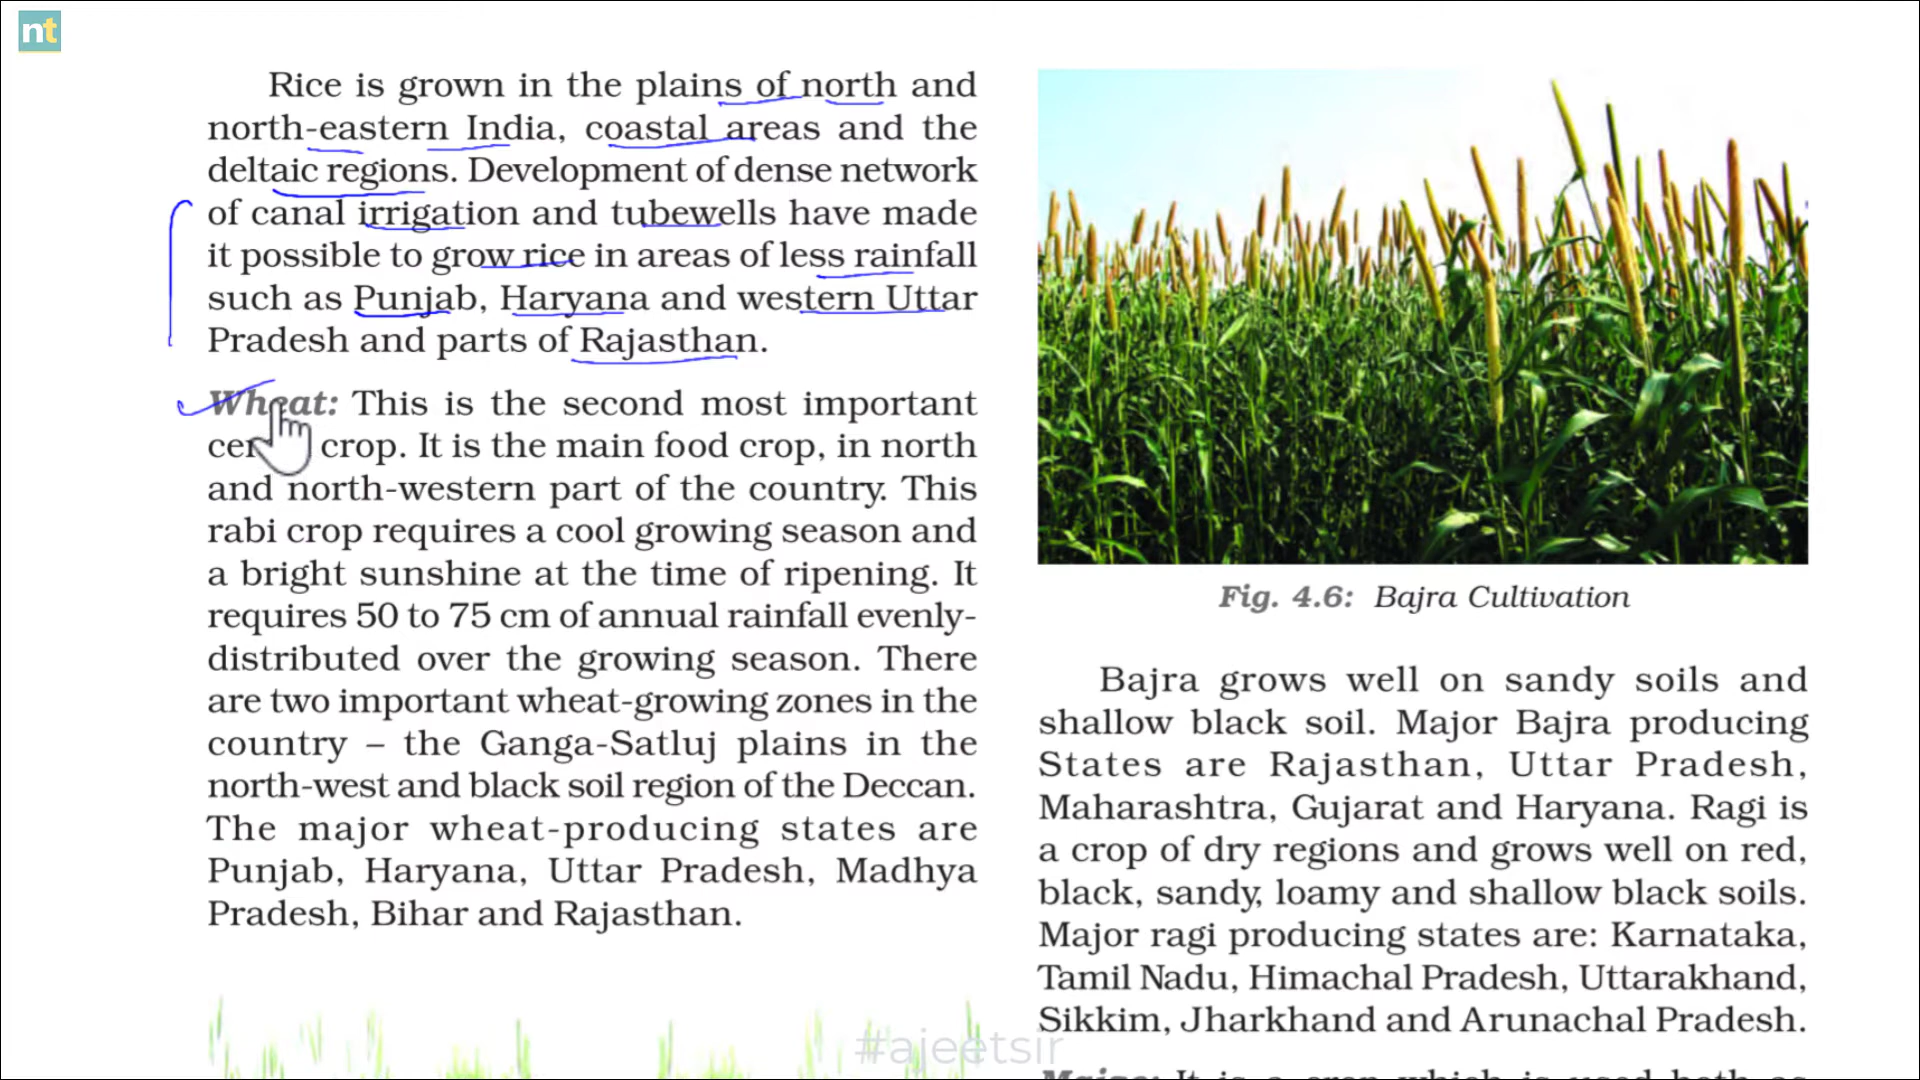 nt
Rice is grown in the plains of north and
north-eastern India, coastal areas and the
deltaic regions. Development of dense network
of canal irrigation and tubewells have made
it possible to grow rice in areas of less rainfall
such as Punjab, Haryana and western Uttar
Pradesh and parts of Rajasthan.
Wheat: This is the second most important
crop. It is the main food crop, in north
and north-western part of the country. This
rabi crop requires a cool growing season and
a bright sunshine at the time of ripening. It
requires 50 to 75 cm of annual rainfall evenly-
distributed over the growing season. There
are two important wheat-growing zones in the
country – the Ganga-Satluj plains in the
north-west and black soil region of the Deccan.
The major wheat-producing states are
Punjab, Haryana, Uttar Pradesh, Madhya
Pradesh, Bihar and Rajasthan.
Fig. 4.6: Bajra Cultivation
Bajra grows well on sandy soils and
shallow black soil. Major Bajra producing
States are Rajasthan, Uttar Pradesh,
Maharashtra, Gujarat and Haryana. Ragi is
a crop of dry regions and grows well on red,
black, sandy, loamy and shallow black soils.
Major ragi producing states are: Karnataka,
Tamil Nadu, Himachal Pradesh, Uttarakhand,
Sikkim, Jharkhand and Arunachal Pradesh.
#ajeetsir